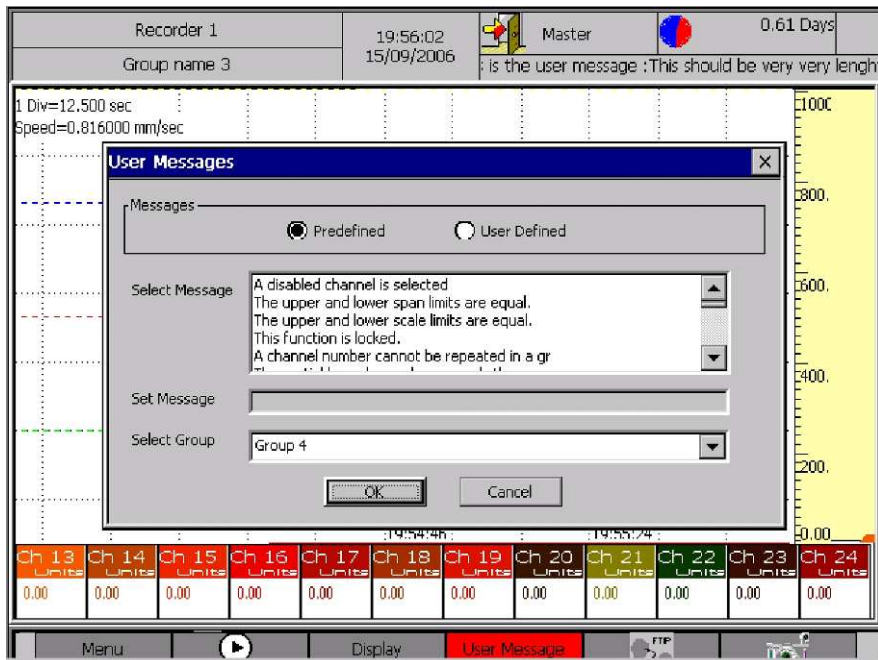 Recorder 1
Group name 3
19:56:02
15/09/2006
Master
0.61 Days
is the user message :This should be very very lenght
1 Div=12.500 sec
Speed=0.816000 mm/sec
User Messages
Messages
Predefined
User Defined
Select Message
A disabled channel is selected
The upper and lower span limits are equal.
The upper and lower scale limits are equal.
This function is locked.
A channel number cannot be repeated in a gr
Set Message
Select Group
Group 4
OK
Cancel
1000
800.
600.
400.
200.
0.00
19:54:46
19:55:24
Ch 13 Ch 14 Ch 15 Ch 16 Ch 17 Ch 18 Ch 19 Ch 20 Ch 21 Ch 22 Ch 23 Ch 24
Units Units Units Units Units Units Units Units Units Units Units Units
0.00 0.00 0.00 0.00 0.00 0.00 0.00 0.00 0.00 0.00 0.00 0.00
Menu
Display
User Message
FTP